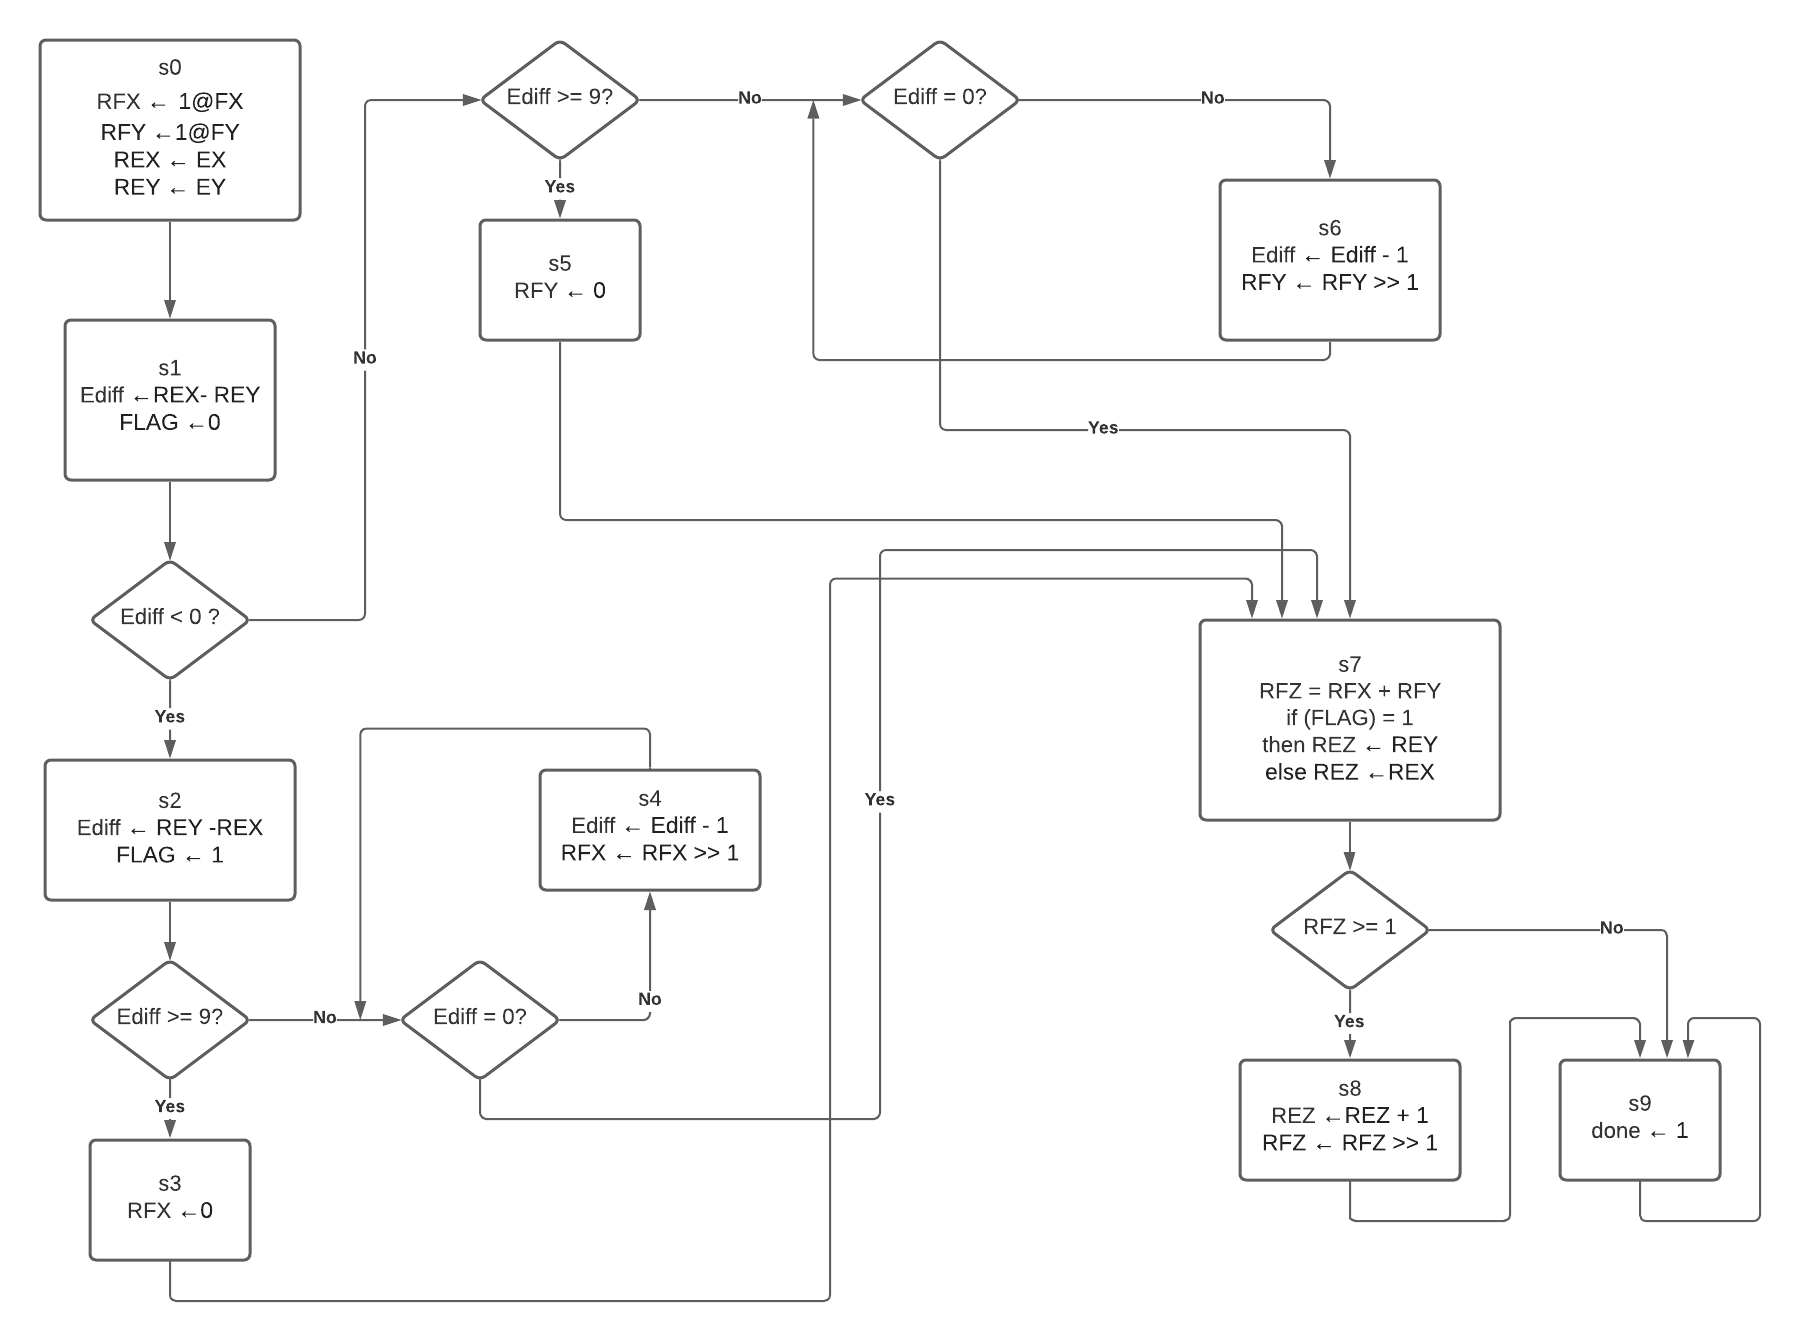 s0
RFX ← 1@FX
RFY ←1@FY
REX ← EX
REY ← EY
s1
Ediff ←REX- REY
FLAG ←0
Ediff < 0 ?
No
Yes
s2
Ediff ← REY -REX
FLAG ← 1
Ediff >= 9?
No
Yes
s3
RFX ←0
Ediff = 0?
No
Yes
s4
Ediff ← Ediff - 1
RFX ← RFX >> 1
Ediff >= 9?
No
Yes
s5
RFY ← 0
Ediff = 0?
No
Yes
s6
Ediff ← Ediff - 1
RFY ← RFY >> 1
s7
RFZ = RFX + RFY
if (FLAG) = 1
then REZ ← REY
else REZ ←REX
RFZ >= 1
No
Yes
s8
REZ ←REZ + 1
RFZ ← RFZ >> 1
s9
done ← 1